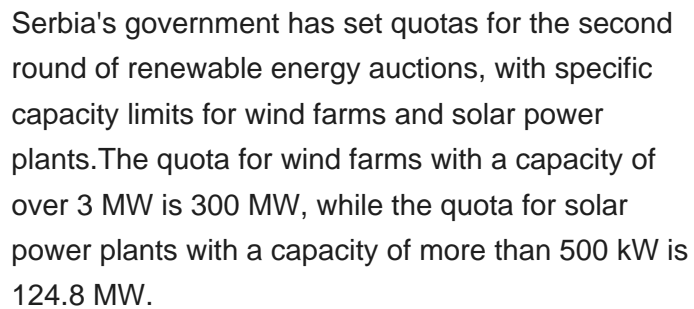 Serbia's government has set quotas for the second
round of renewable energy auctions, with specific
capacity limits for wind farms and solar power
plants.The quota for wind farms with a capacity of
over 3 MW is 300 MW, while the quota for solar
power plants with a capacity of more than 500 kW is
124.8 MW.